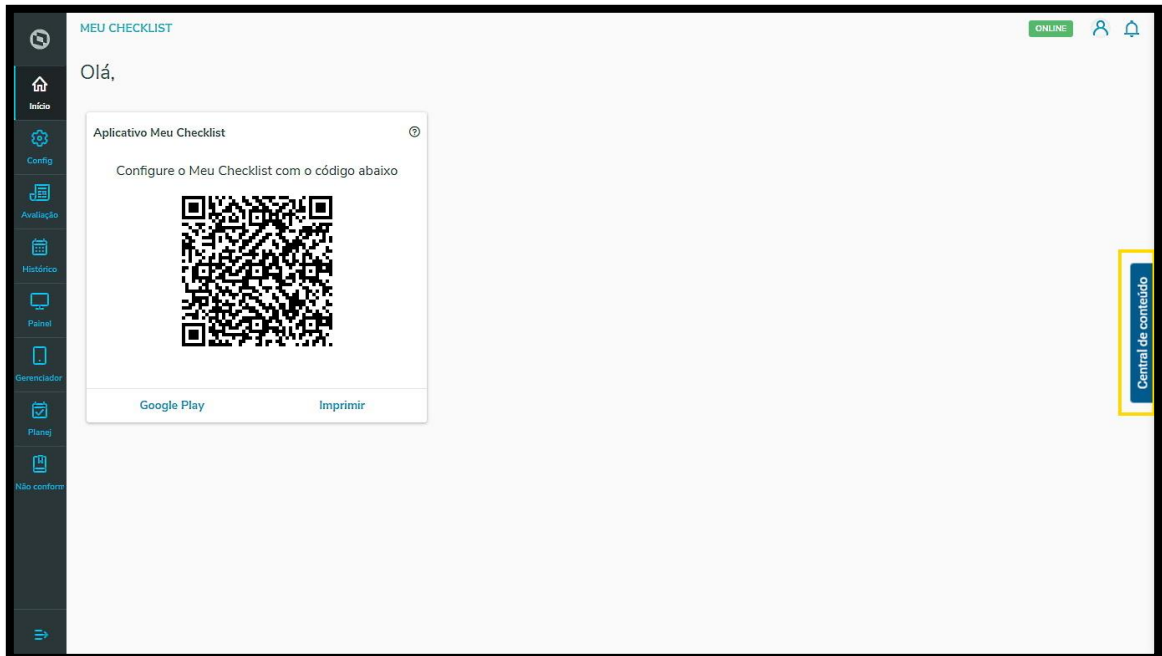 MEU CHECKLIST
ONLINE
Olá,
Início
Config
Avaliação
Histórico
Painel
Gerenciador
Planej
Não conform
Aplicativo Meu Checklist
Configure o Meu Checklist com o código abaixo
Google Play
Imprimir
Central de conteúdo